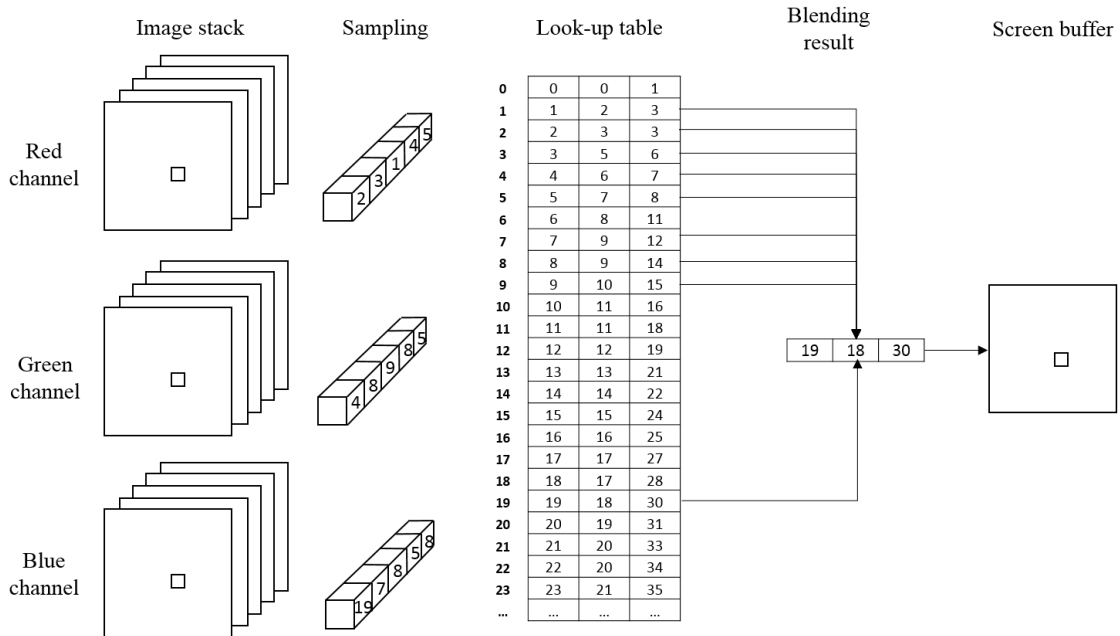 Image stack
Sampling
Look-up table
Blending
result
Screen buffer
Red
channel
2 3 1 4 5
Green
channel
4 8 9 8 5
Blue
channel
19 7 8 5 8
0 0 0 1
1 1 2 3
2 2 3 3
3 3 5 6
4 4 6 7
5 5 7 8
6 6 8 11
7 7 9 12
8 8 9 14
9 9 10 15
10 10 11 16
11 11 11 18
12 12 12 19
13 13 13 21
14 14 14 22
15 15 15 24
16 16 16 25
17 17 17 27
18 18 17 28
19 19 18 30
20 20 19 31
21 21 20 33
22 22 20 34
23 23 21 35
... ... ... ...
19 18 30